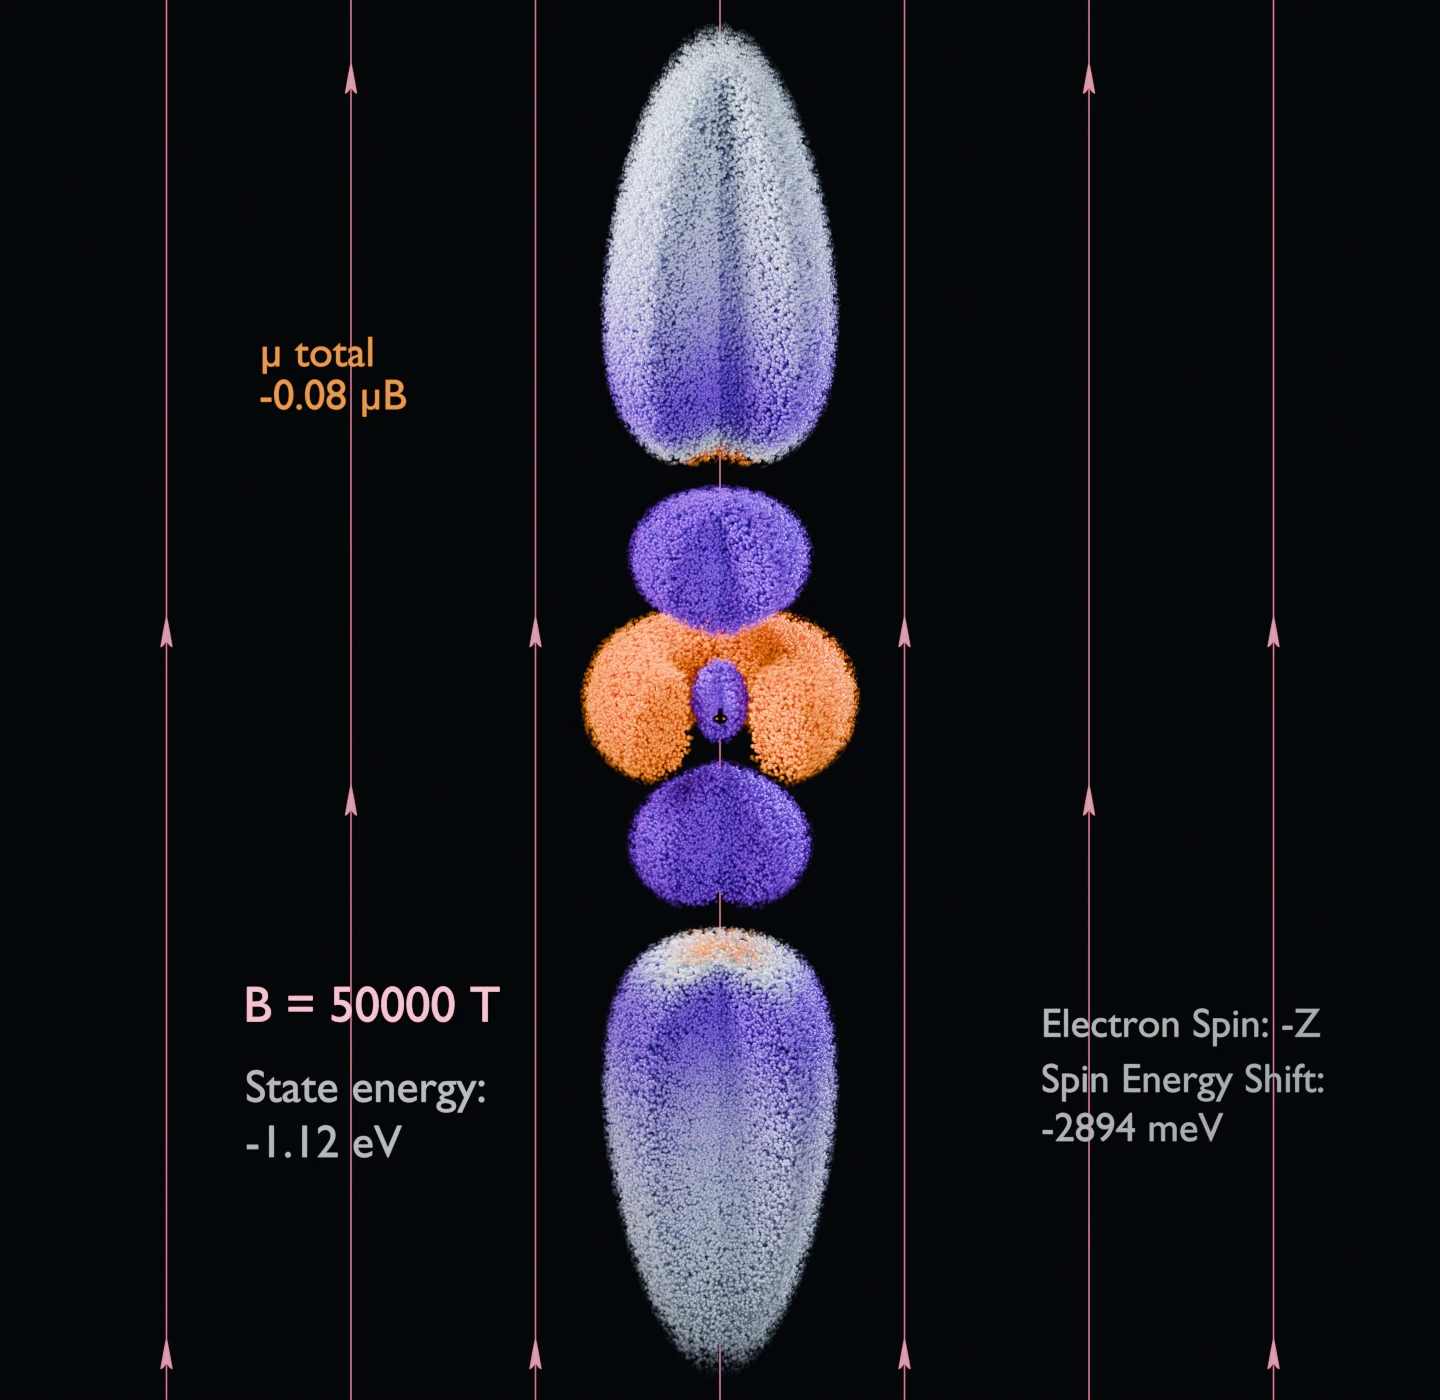 µ total
-0.08 µB
B = 50000 T
State energy:
-1.12 eV
Electron Spin: -Z
Spin Energy Shift:
-2894 meV